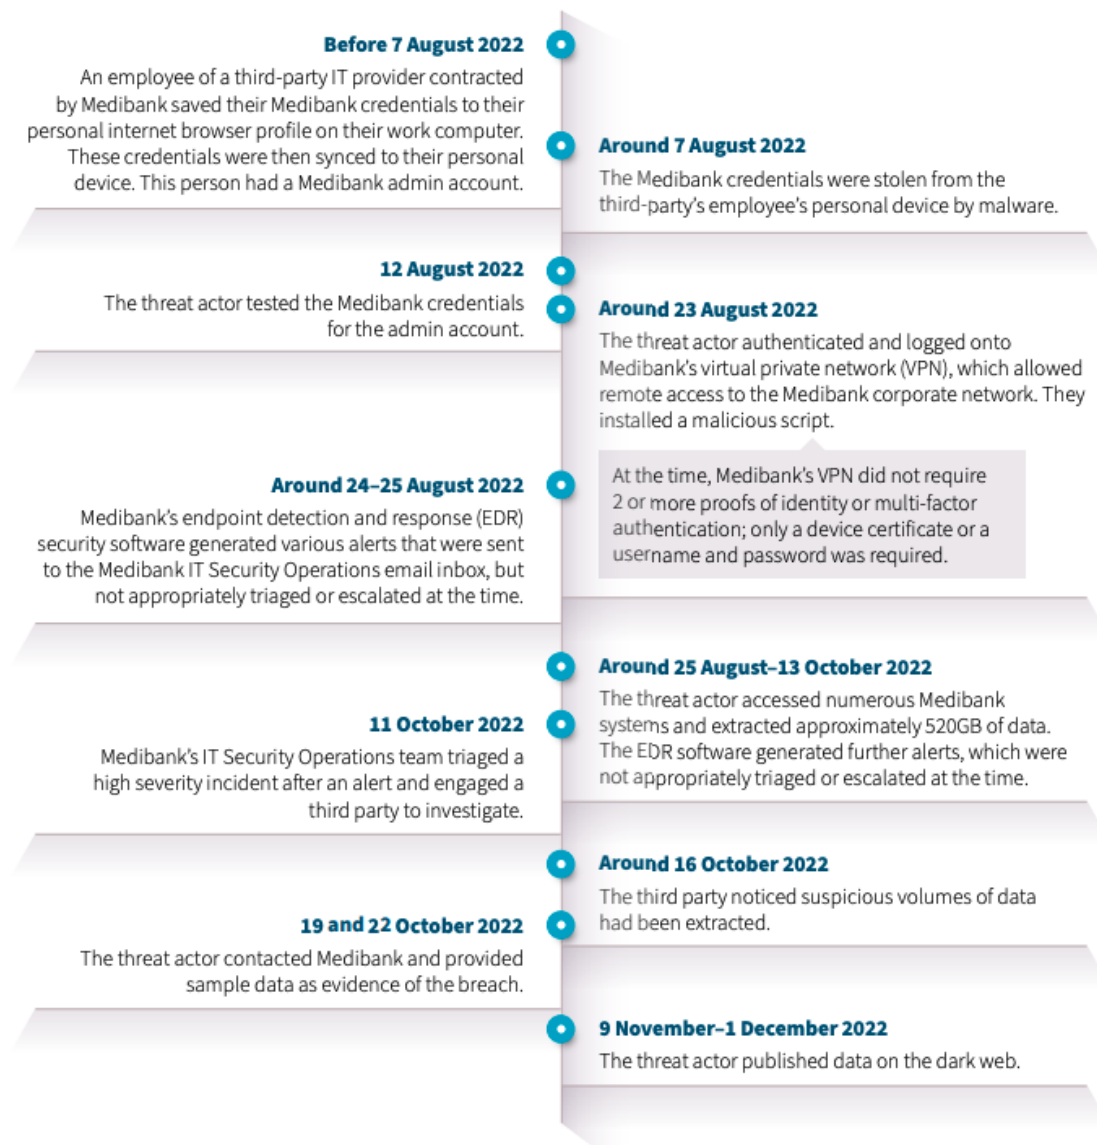 Before 7 August 2022
An employee of a third-party IT provider contracted
by Medibank saved their Medibank credentials to their
personal internet browser profile on their work computer.
These credentials were then synced to their personal
device. This person had a Medibank admin account.
Around 7 August 2022
The Medibank credentials were stolen from the
third-party’s employee’s personal device by malware.
12 August 2022
The threat actor tested the Medibank credentials
for the admin account.
Around 23 August 2022
The threat actor authenticated and logged onto
Medibank’s virtual private network (VPN), which allowed
remote access to the Medibank corporate network. They
installed a malicious script.
At the time, Medibank’s VPN did not require
2 or more proofs of identity or multi-factor
authentication; only a device certificate or a
username and password was required.
Around 24–25 August 2022
Medibank’s endpoint detection and response (EDR)
security software generated various alerts that were sent
to the Medibank IT Security Operations email inbox, but
not appropriately triaged or escalated at the time.
Around 25 August–13 October 2022
The threat actor accessed numerous Medibank
systems and extracted approximately 520GB of data.
The EDR software generated further alerts, which were
not appropriately triaged or escalated at the time.
11 October 2022
Medibank’s IT Security Operations team triaged a
high severity incident after an alert and engaged a
third party to investigate.
Around 16 October 2022
The third party noticed suspicious volumes of data
had been extracted.
19 and 22 October 2022
The threat actor contacted Medibank and provided
sample data as evidence of the breach.
9 November–1 December 2022
The threat actor published data on the dark web.